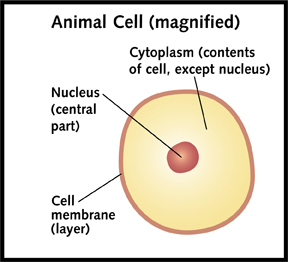 Animal Cell (magnified)
Cytoplasm (contents
of cell, except nucleus)
Nucleus
(central
part)
Cell
membrane
(layer)